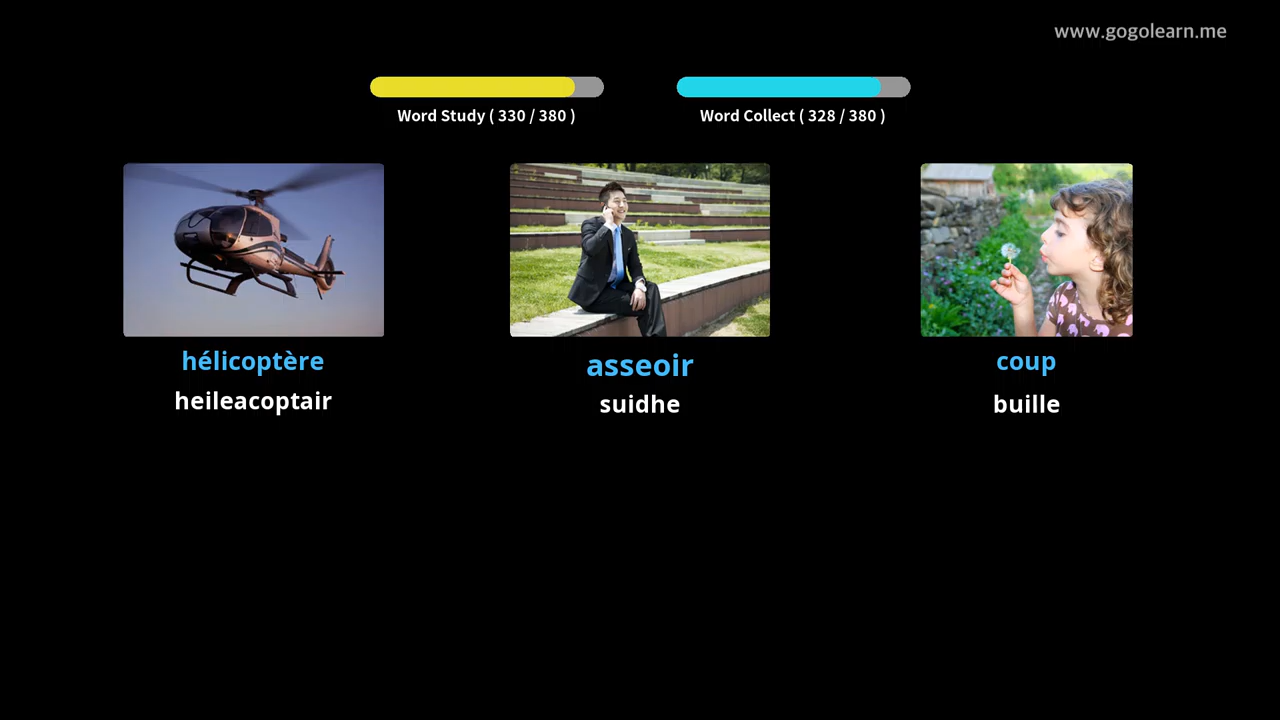 www.gogolearn.me
Word Study ( 330 / 380 )
Word Collect ( 328 / 380 )
hélicoptère
heileacoptair
asseoir
suidhe
coup
buille